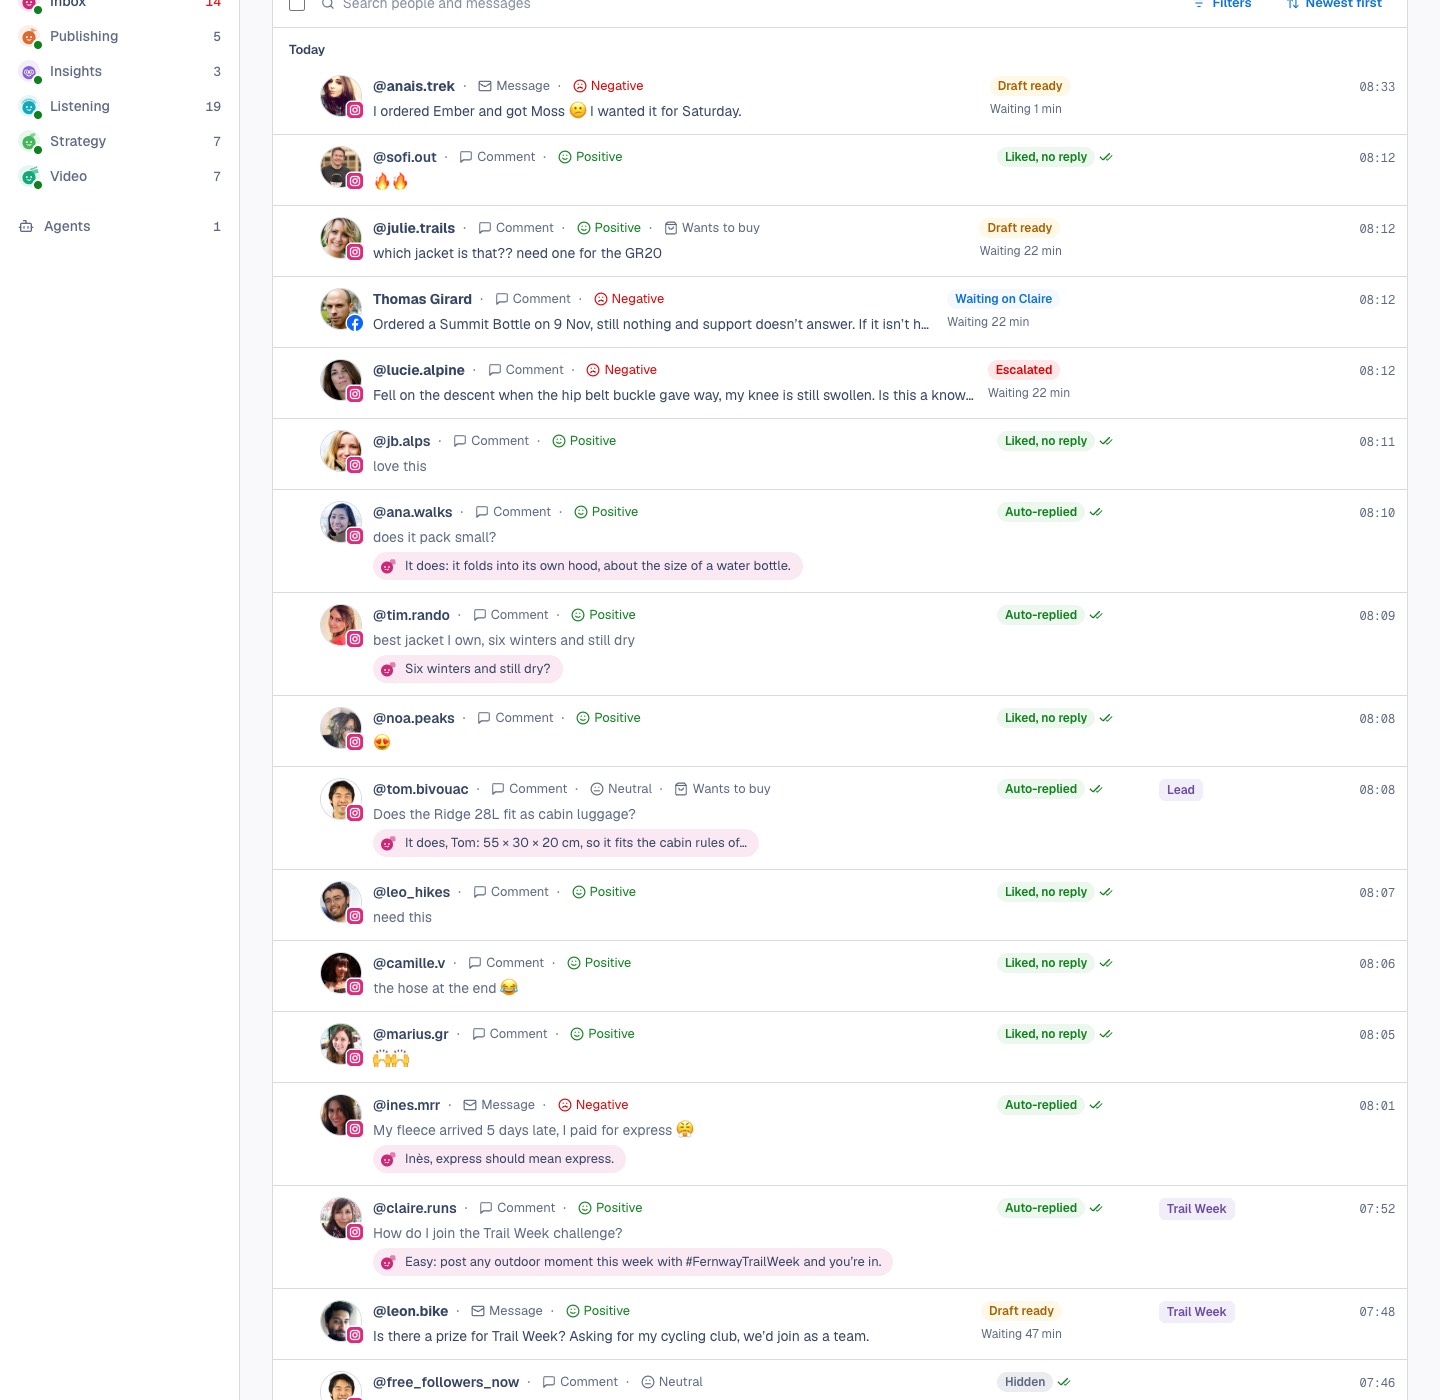 Inbox 14
Search people and messages Filters Newest first
Publishing 5
Insights 3
Listening 19
Strategy 7
Video 7
Agents 1
Today
@anais.trek · Message · Negative Draft ready 08:33
I ordered Ember and got Moss 😕 I wanted it for Saturday. Waiting 1 min
@sofi.out · Comment · Positive Liked, no reply 08:12
🔥🔥
@julie.trails · Comment · Positive · Wants to buy Draft ready 08:12
which jacket is that?? need one for the GR20 Waiting 22 min
Thomas Girard · Comment · Negative Waiting on Claire 08:12
Ordered a Summit Bottle on 9 Nov, still nothing and support doesn’t answer. If it isn’t h… Waiting 22 min
@lucie.alpine · Comment · Negative Escalated 08:12
Fell on the descent when the hip belt buckle gave way, my knee is still swollen. Is this a know… Waiting 22 min
@jb.alps · Comment · Positive Liked, no reply 08:11
love this
@ana.walks · Comment · Positive Auto-replied 08:10
does it pack small?
It does: it folds into its own hood, about the size of a water bottle.
@tim.rando · Comment · Positive Auto-replied 08:09
best jacket I own, six winters and still dry
Six winters and still dry?
@noa.peaks · Comment · Positive Liked, no reply 08:08
😍
@tom.bivouac · Comment · Neutral · Wants to buy Auto-replied Lead 08:08
Does the Ridge 28L fit as cabin luggage?
It does, Tom: 55 × 30 × 20 cm, so it fits the cabin rules of…
@leo_hikes · Comment · Positive Liked, no reply 08:07
need this
@camille.v · Comment · Positive Liked, no reply 08:06
the hose at the end 😂
@marius.gr · Comment · Positive Liked, no reply 08:05
🙌🙌
@ines.mrr · Message · Negative Auto-replied 08:01
My fleece arrived 5 days late, I paid for express 😤
Inès, express should mean express.
@claire.runs · Comment · Positive Auto-replied Trail Week 07:52
How do I join the Trail Week challenge?
Easy: post any outdoor moment this week with #FernwayTrailWeek and you’re in.
@leon.bike · Message · Positive Draft ready Trail Week 07:48
Is there a prize for Trail Week? Asking for my cycling club, we’d join as a team. Waiting 47 min
@free_followers_now · Comment · Neutral Hidden 07:46